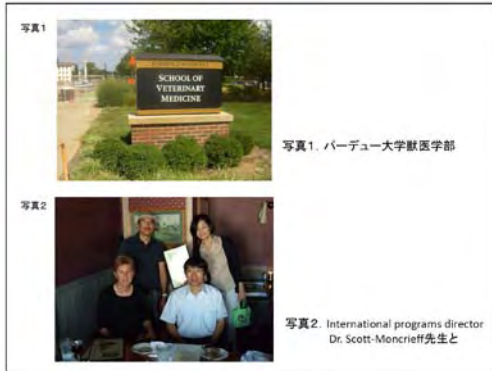 写真1
SCHOOL OF
VETERINARY
MEDICINE
写真1. パーデュー大学獣医学部
写真2
写真2. International programs director
Dr. Scott-Moncrieff先生と